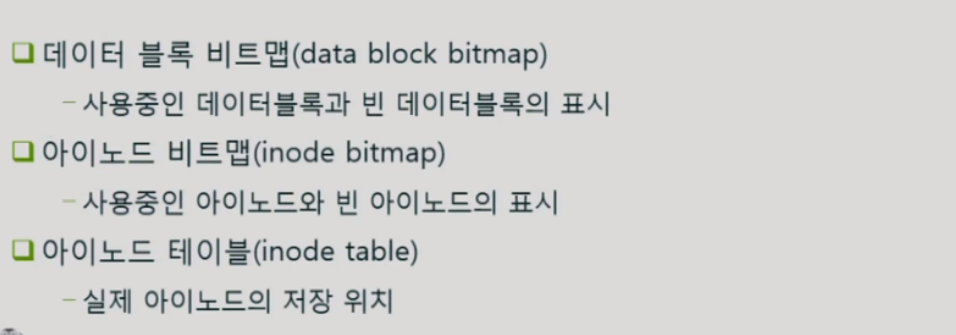 ❑ 데이터 블록 비트맵(data block bitmap)
– 사용중인 데이터블록과 빈 데이터블록의 표시
❑ 아이노드 비트맵(inode bitmap)
– 사용중인 아이노드와 빈 아이노드의 표시
❑ 아이노드 테이블(inode table)
– 실제 아이노드의 저장 위치